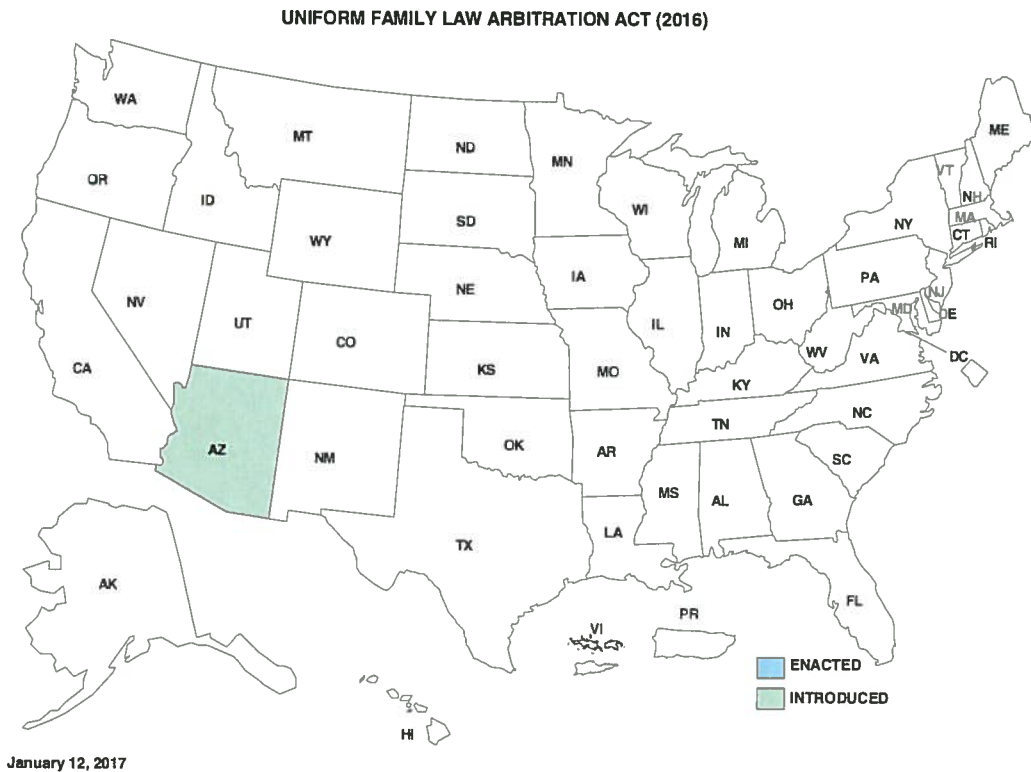 UNIFORM FAMILY LAW ARBITRATION ACT (2016)
WA
MT
ND
MN
ME
OR
ID
SD
WI
VT
NH
WY
MI
NY
MA
CT
RI
NV
NE
IA
PA
UT
CO
IL
IN
OH
NJ
MD
DE
CA
KS
MO
WV
VA
DC
KY
AZ
NM
OK
AR
TN
NC
SC
MS
AL
GA
LA
TX
AK
FL
VI
PR
HI
ENACTED
INTRODUCED
January 12, 2017